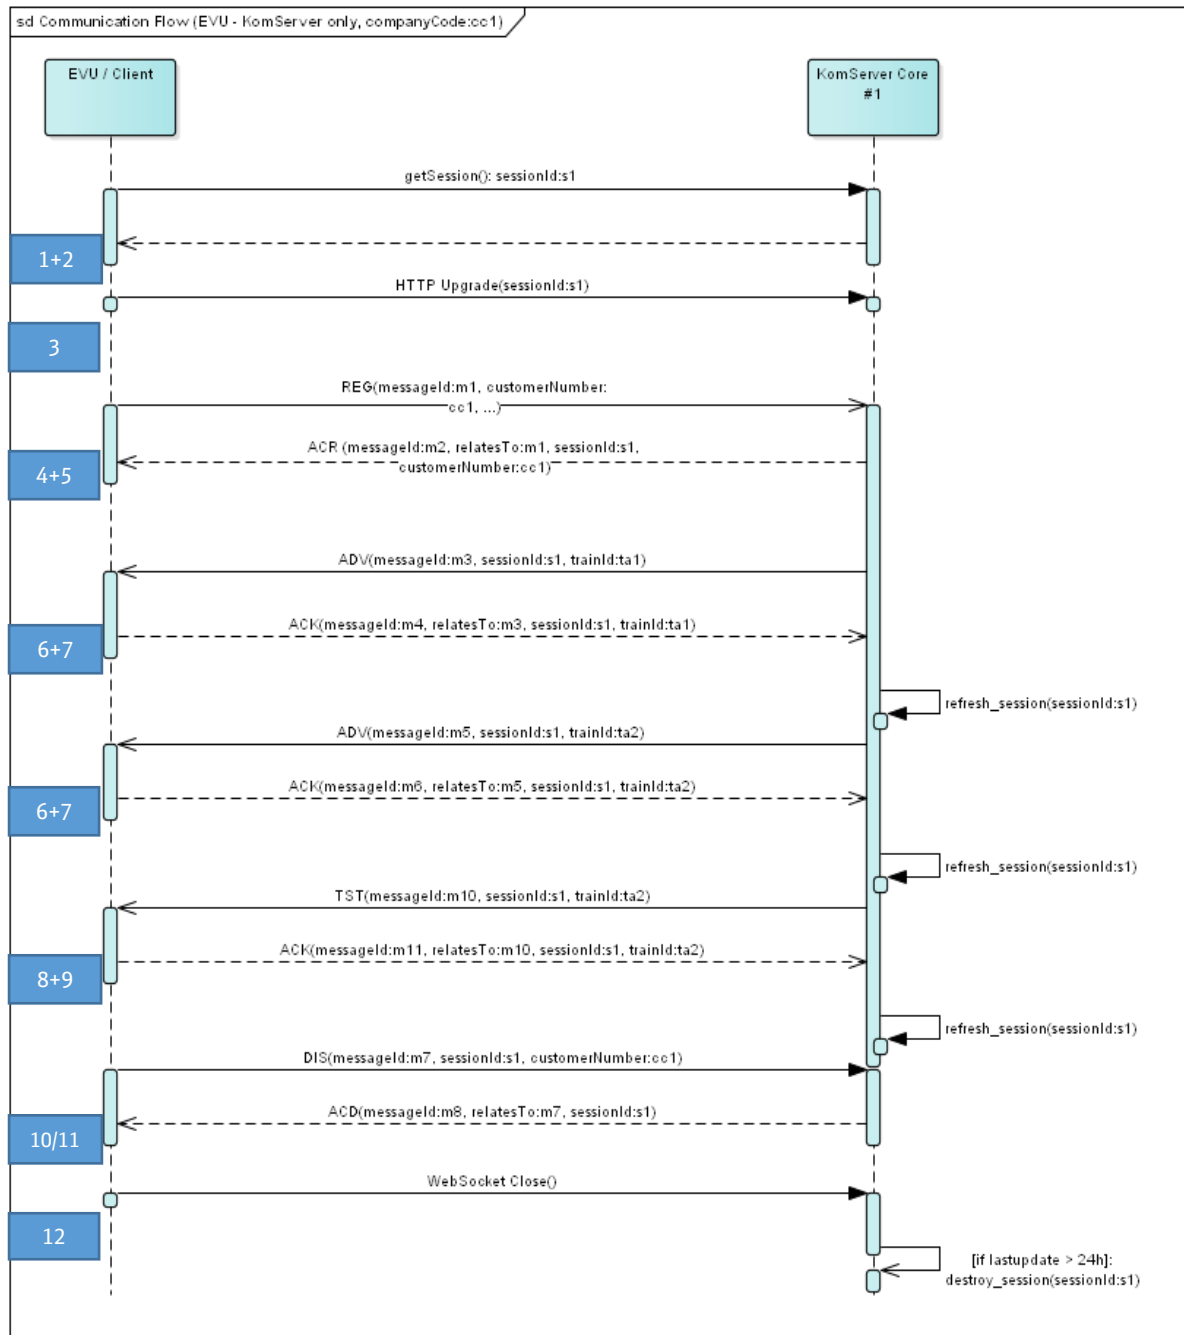 sd Communication Flow (EVU - KomServer only, companyCode:cc1)
EVU / Client
KomServer Core
#1
getSession(): sessionId:s1
1+2
HTTP Upgrade(sessionId:s1)
3
REG(messageId:m1, customerNumber:
cc1, ...)
ACR (messageId:m2, relatesTo:m1, sessionId:s1,
customerNumber:cc1)
4+5
ADV(messageId:m3, sessionId:s1, trainId:ta1)
ACK(messageId:m4, relatesTo:m3, sessionId:s1, trainId:ta1)
6+7
refresh_session(sessionId:s1)
ADV(messageId:m5, sessionId:s1, trainId:ta2)
ACK(messageId:m6, relatesTo:m5, sessionId:s1, trainId:ta2)
6+7
refresh_session(sessionId:s1)
TST(messageId:m10, sessionId:s1, trainId:ta2)
ACK(messageId:m11, relatesTo:m10, sessionId:s1, trainId:ta2)
8+9
refresh_session(sessionId:s1)
DIS(messageId:m7, sessionId:s1, customerNumber:cc1)
ACD(messageId:m8, relatesTo:m7, sessionId:s1)
10/11
WebSocket Close()
12
[if lastupdate > 24h]:
destroy_session(sessionId:s1)